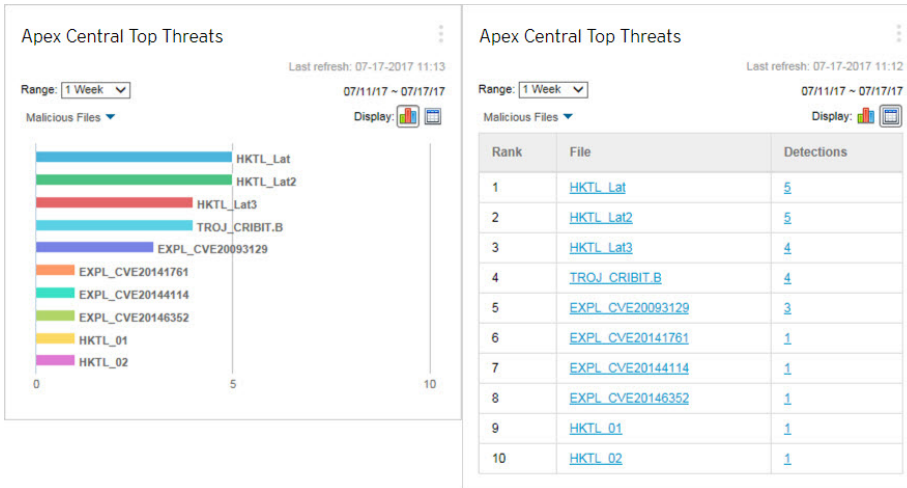 Apex Central Top Threats
Last refresh: 07-17-2017 11:13
Range: 1 Week 07/11/17 ~ 07/17/17
Malicious Files Display:
HKTL_Lat
HKTL_Lat2
HKTL_Lat3
TROJ_CRIBIT.B
EXPL_CVE20093129
EXPL_CVE20141761
EXPL_CVE20144114
EXPL_CVE20146352
HKTL_01
HKTL_02
0 5 10
Apex Central Top Threats
Last refresh: 07-17-2017 11:12
Range: 1 Week 07/11/17 ~ 07/17/17
Malicious Files Display:
Rank File Detections
1 HKTL_Lat 5
2 HKTL_Lat2 5
3 HKTL_Lat3 4
4 TROJ_CRIBIT.B 4
5 EXPL_CVE20093129 3
6 EXPL_CVE20141761 1
7 EXPL_CVE20144114 1
8 EXPL_CVE20146352 1
9 HKTL_01 1
10 HKTL_02 1